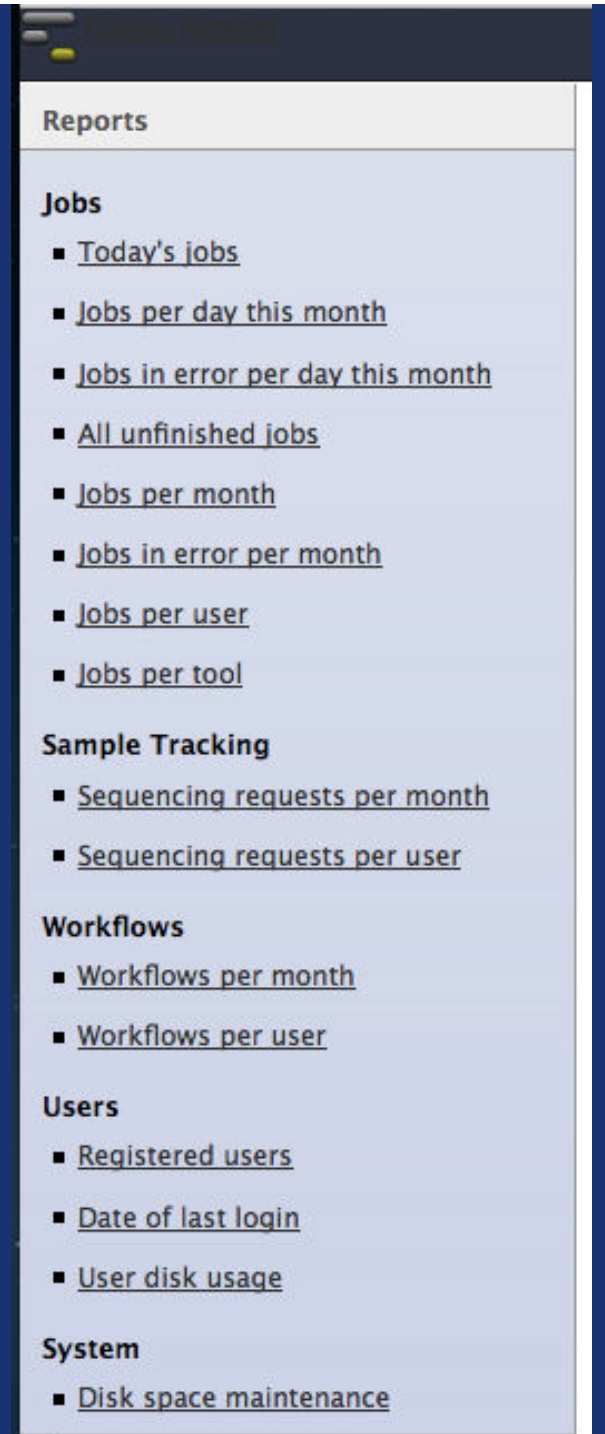 Reports
Jobs
Today's jobs
Jobs per day this month
Jobs in error per day this month
All unfinished jobs
Jobs per month
Jobs in error per month
Jobs per user
Jobs per tool
Sample Tracking
Sequencing requests per month
Sequencing requests per user
Workflows
Workflows per month
Workflows per user
Users
Registered users
Date of last login
User disk usage
System
Disk space maintenance